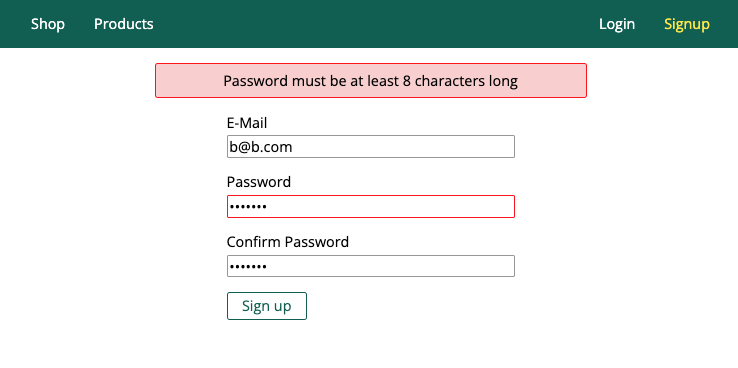 Shop Products Login Signup
Password must be at least 8 characters long
E-Mail
b@b.com
Password
•••••••
Confirm Password
•••••••
Sign up